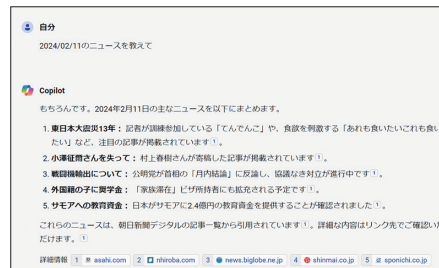 自分
2024/02/11のニュースを教えて
Copilot
もちろんです。2024年2月11日の主なニュースを以下にまとめます。
1. 東日本大震災13年： 記者が訓練参加している「てんでんこ」や、食欲を刺激する「あれも食いたいこれも食い
たい」など、注目の記事が掲載されています 1 。
2. 小澤征爾さんを失って： 村上春樹さんが寄稿した記事が掲載されています 1 。
3. 戦闘機輸出について： 公明党が首相の「月内結論」に反論し、協議なき対立が進行中です 1 。
4. 外国籍の子に奨学金： 「家族滞在」ビザ所持者にも拡充される予定です 1 。
5. サモアへの教育資金： 日本がサモアに2.4億円の教育資金を提供することが確認されました 1 。
これらのニュースは、朝日新聞デジタルの記事一覧から引用されています 1 。詳細な内容はリンク先でご確認いた
だけます。 1
詳細情報 1 asahi.com 2 nhiroba.com 3 news.biglobe.ne.jp 4 shinmai.co.jp 5 sponichi.co.jp